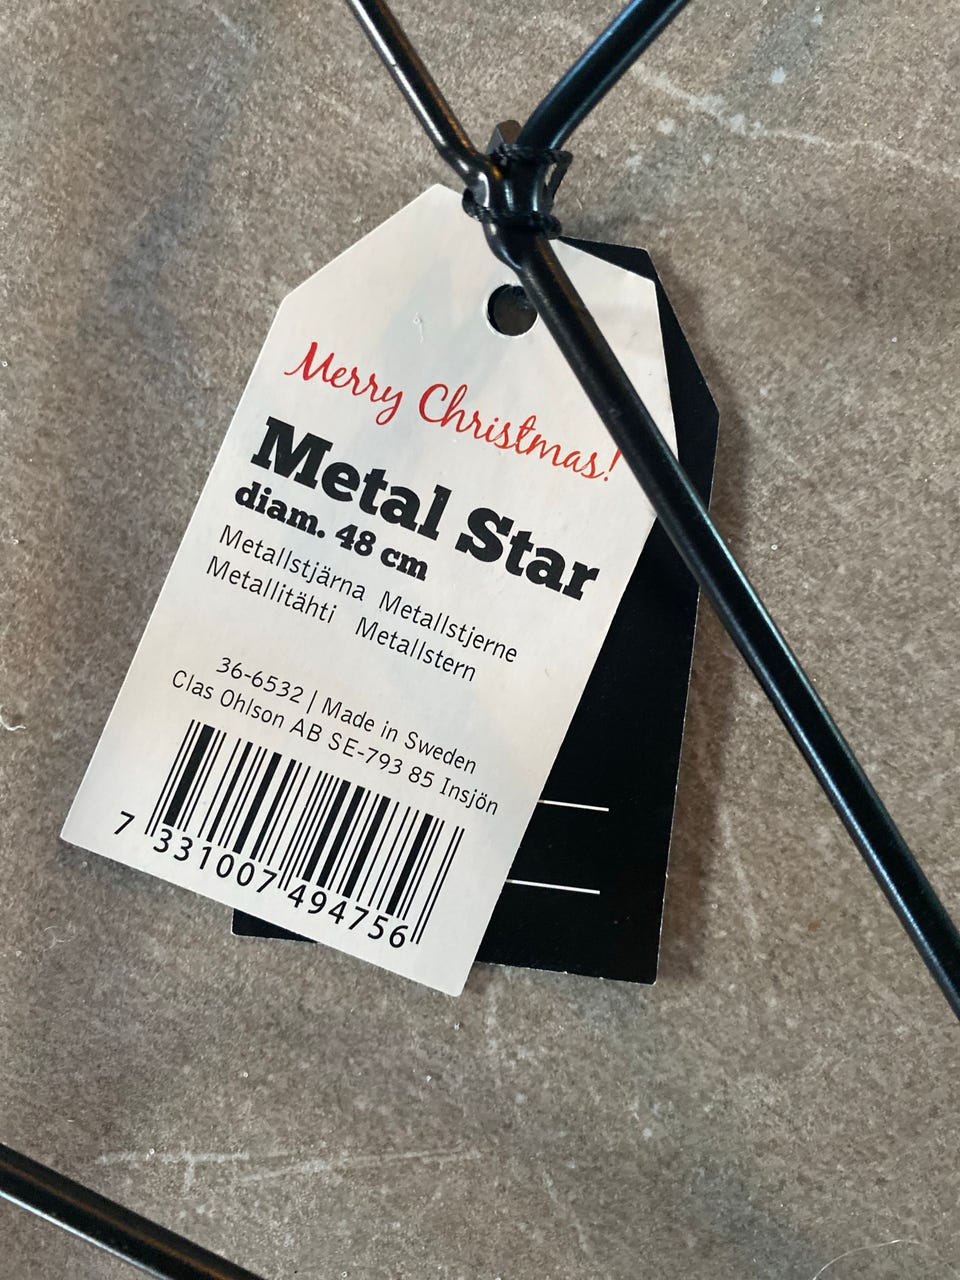 Merry Christmas!
Metal Star
diam. 48 cm
Metallstjärna Metallstjerne
Metallitähti Metallstern
36-6532 | Made in Sweden
Clas Ohlson AB SE-793 85 Insjön
7 331007 494756